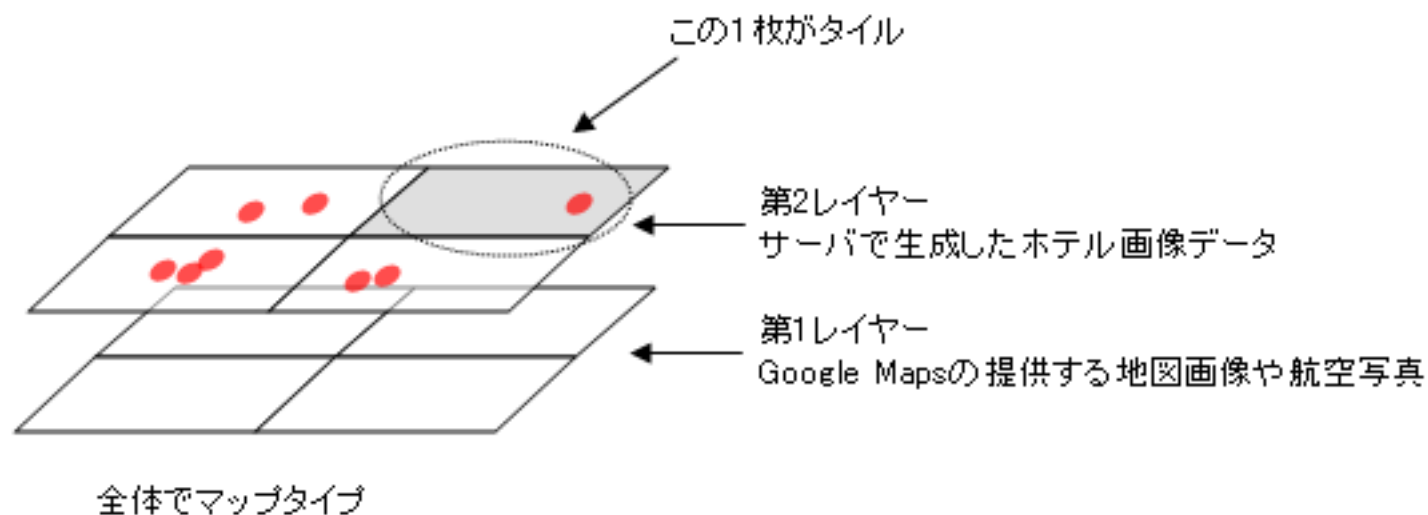 この1枚がタイル
第2レイヤー
サーバで生成したホテル画像データ
第1レイヤー
Google Mapsの提供する地図画像や航空写真
全体でマップタイプ